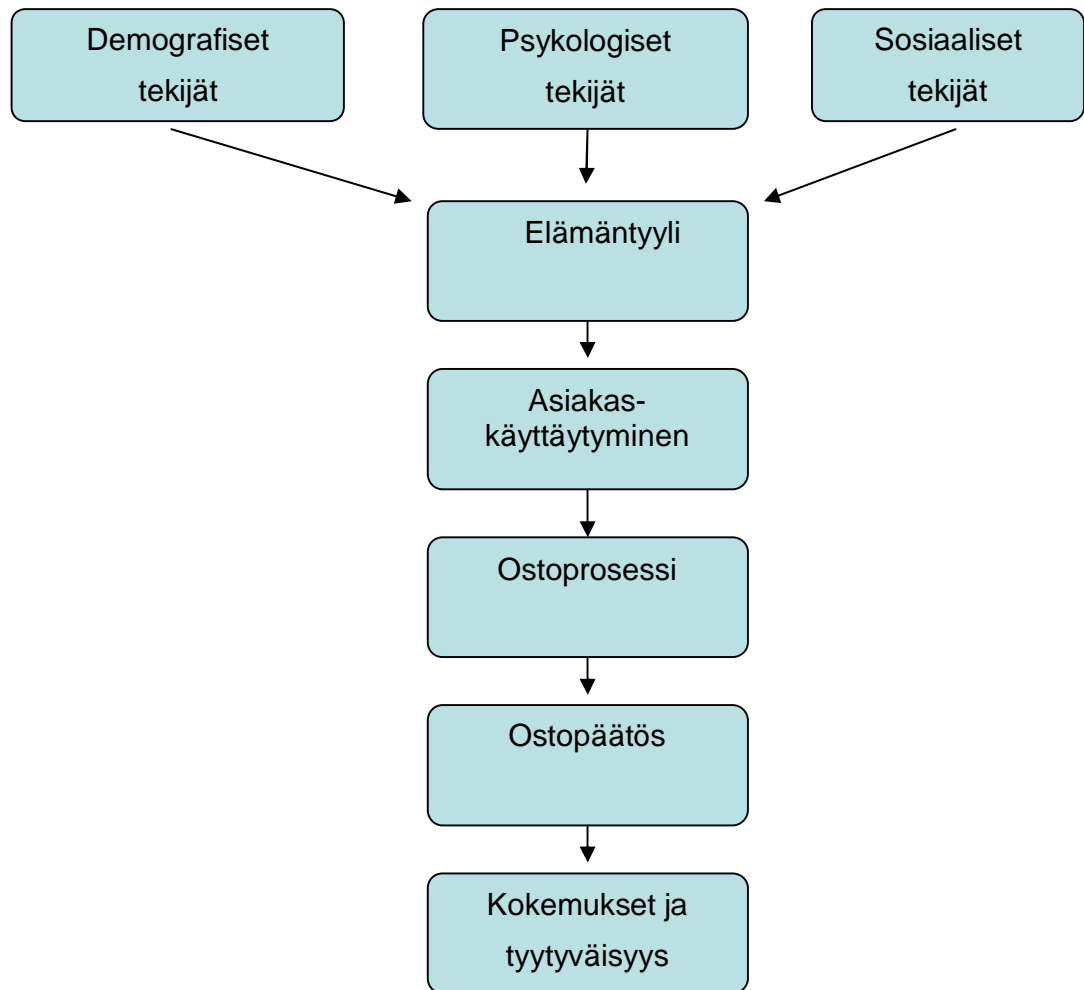 Demografiset
tekijät
Psykologiset
tekijät
Sosiaaliset
tekijät
Elämäntyyli
Asiakas-
käyttäytyminen
Ostoprosessi
Ostopäätös
Kokemukset ja
tyytyväisyys